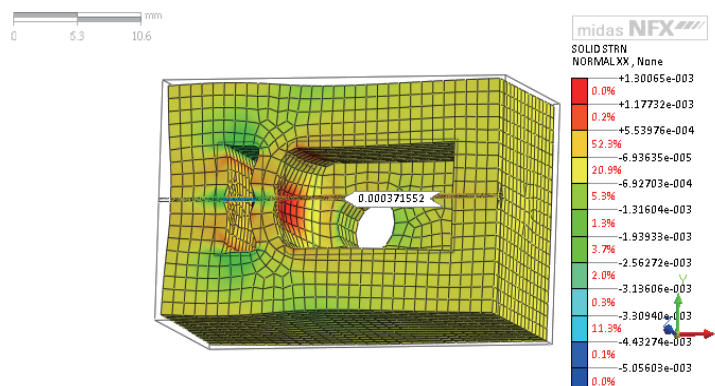 mm
0 5.3 10.6
midas NFX
SOLID STRN
NORMAL XX , None
+1.30065e-003
0.0%
+1.17732e-003
0.2%
+5.53976e-004
52.3%
-6.93635e-005
20.9%
-6.92703e-004
5.3%
-1.31604e-003
1.3%
-1.93933e-003
3.7%
-2.56272e-003
2.0%
-3.13606e-003
0.3%
-3.30940e-003
11.3%
-4.43274e-003
0.1%
-5.05603e-003
0.0%
0.000371552
Y